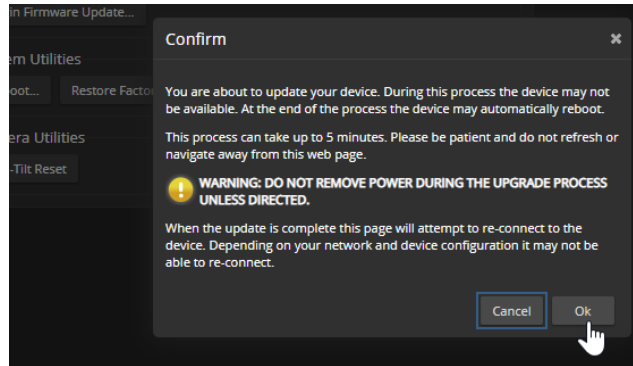 in Firmware Update...
Confirm
em Utilities
oot...
Restore Facto
You are about to update your device. During this process the device may not
be available. At the end of the process the device may automatically reboot.
era Utilities
This process can take up to 5 minutes. Please be patient and do not refresh or
navigate away from this web page.
-Tilt Reset
WARNING: DO NOT REMOVE POWER DURING THE UPGRADE PROCESS
UNLESS DIRECTED.
When the update is complete this page will attempt to re-connect to the
device. Depending on your network and device configuration it may not be
able to re-connect.
Cancel
Ok